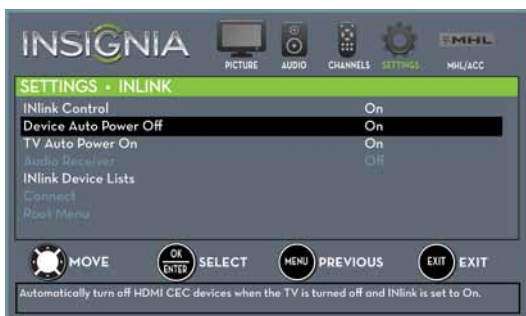 INSIGNIA
PICTURE AUDIO CHANNELS SETTINGS MHL/ACC
MHL
SETTINGS • INLINK
INlink Control On
Device Auto Power Off On
TV Auto Power On On
Audio Receiver Off
INlink Device Lists
Connect
Root Menu
MOVE OK ENTER SELECT MENU PREVIOUS EXIT EXIT
Automatically turn off HDMI CEC devices when the TV is turned off and INlink is set to On.